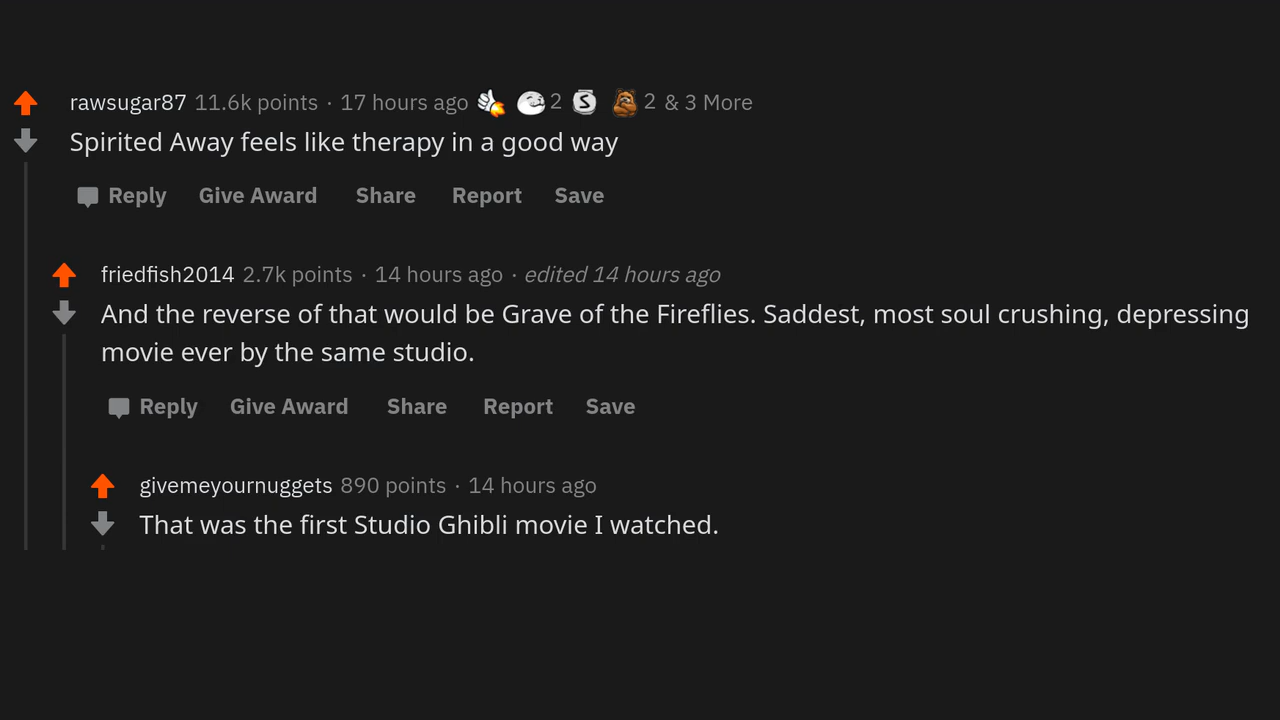 rawsugar87 11.6k points · 17 hours ago 2 S 2 & 3 More
Spirited Away feels like therapy in a good way
Reply Give Award Share Report Save
friedfish2014 2.7k points · 14 hours ago · edited 14 hours ago
And the reverse of that would be Grave of the Fireflies. Saddest, most soul crushing, depressing
movie ever by the same studio.
Reply Give Award Share Report Save
givemeyournuggets 890 points · 14 hours ago
That was the first Studio Ghibli movie I watched.